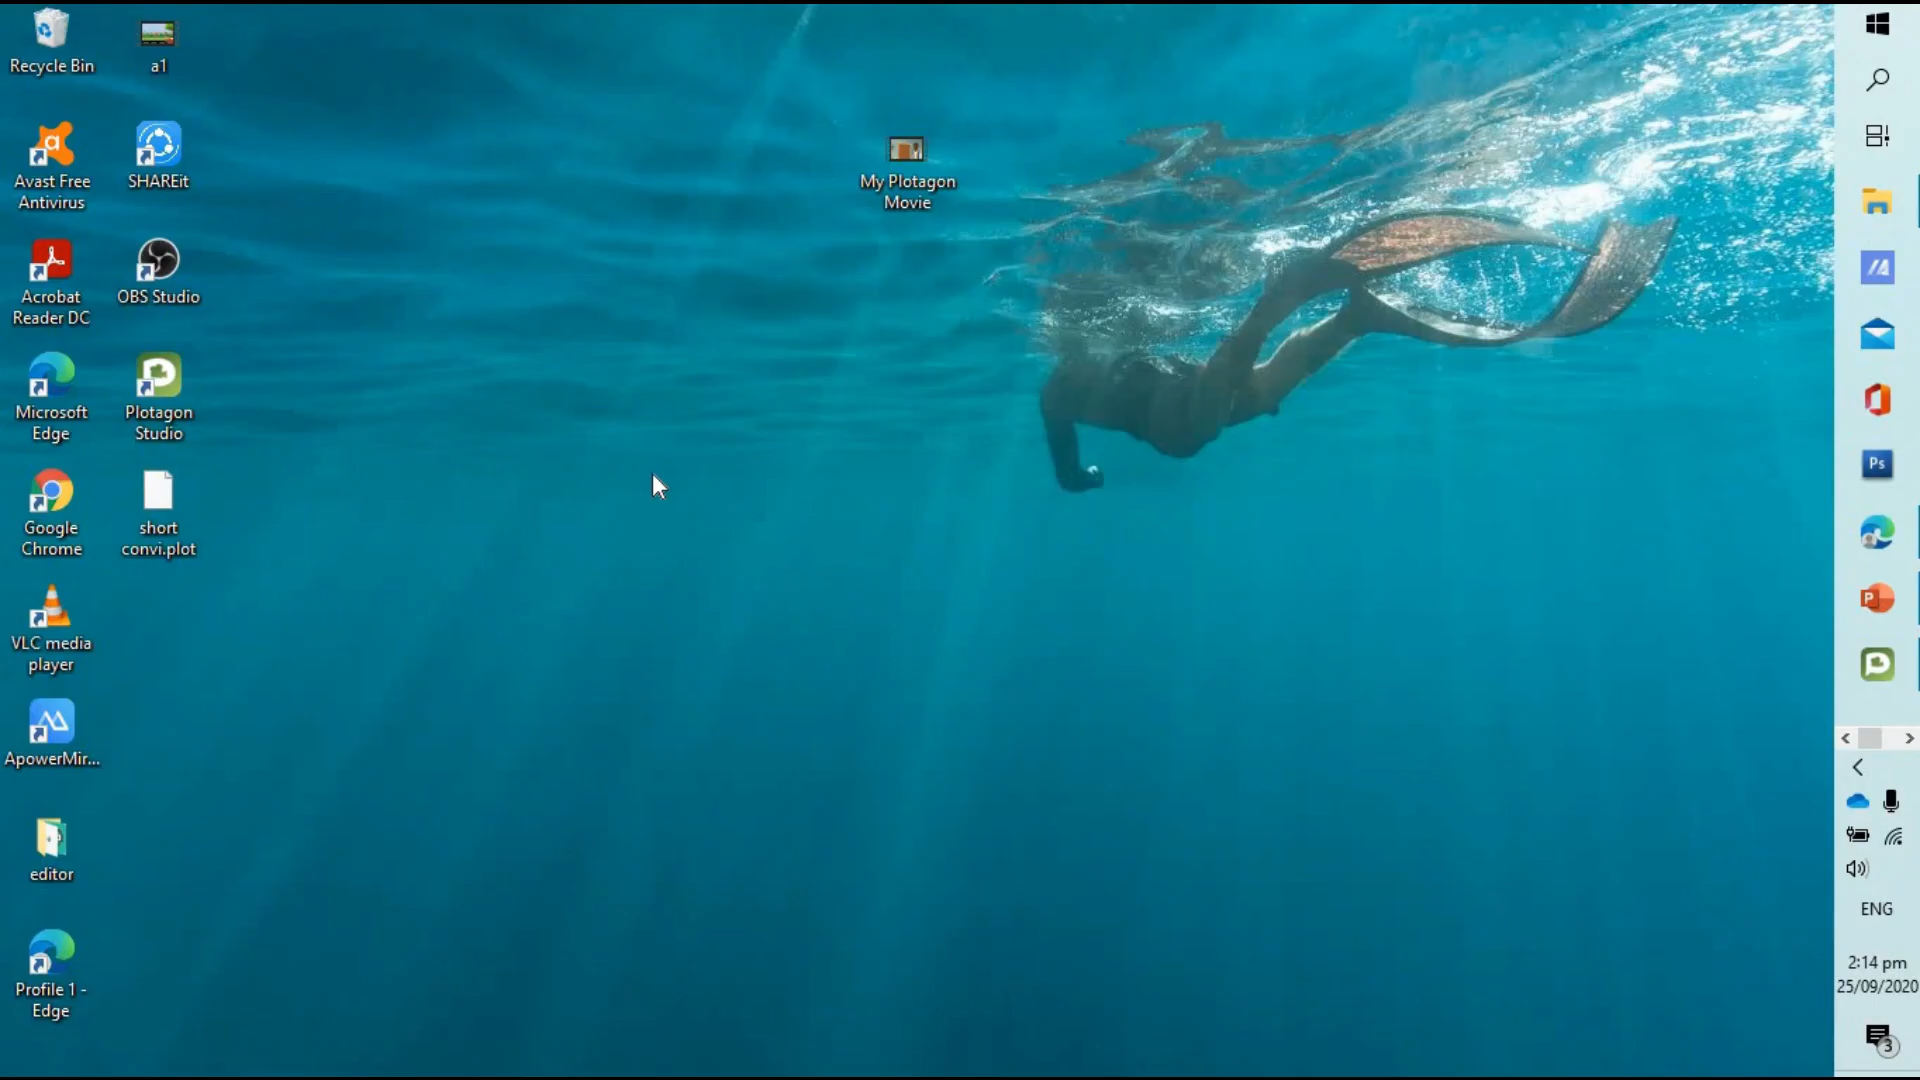 Recycle Bin
a1
Avast Free
Antivirus
SHAREit
My Plotagon
Movie
Acrobat
Reader DC
OBS Studio
Microsoft
Edge
Plotagon
Studio
Google
Chrome
short
convi.plot
VLC media
player
ApowerMir...
editor
Profile 1 -
Edge
Ps
P
ENG
2:14 pm
25/09/2020
3